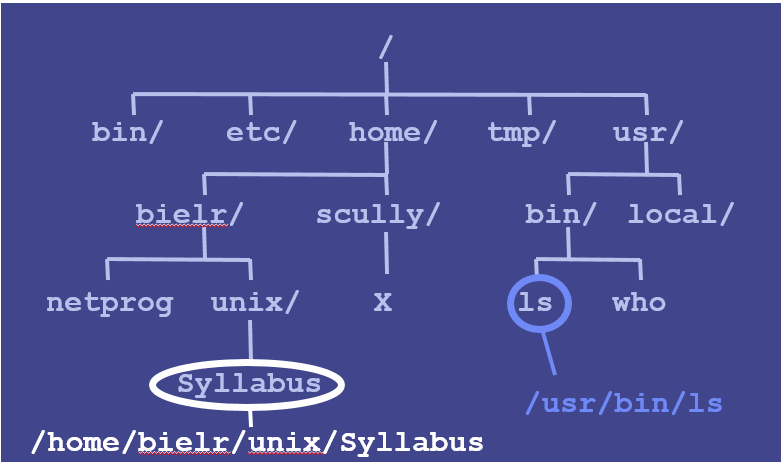 /
bin/ etc/ home/ tmp/ usr/
bielr/ scully/ bin/ local/
netprog unix/ X ls who
Syllabus
/usr/bin/ls
/home/bielr/unix/Syllabus